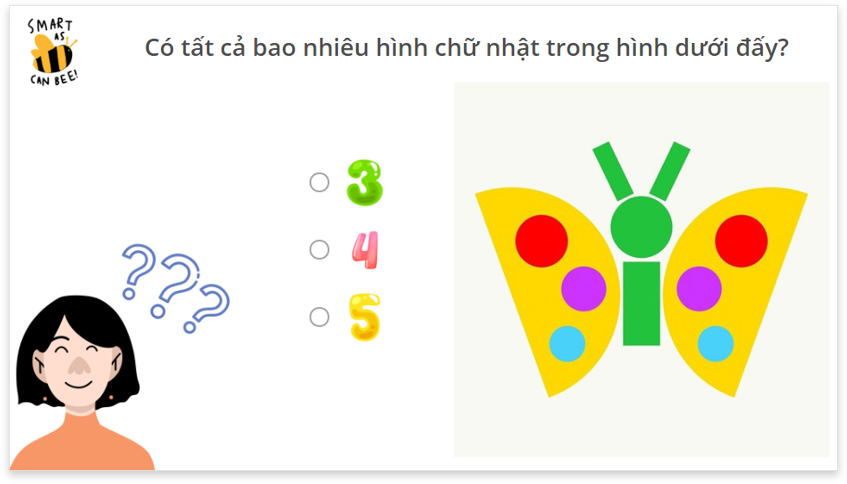 SMART
AS
CAN BEE!
Có tất cả bao nhiêu hình chữ nhật trong hình dưới đấy?
3
4
5
???